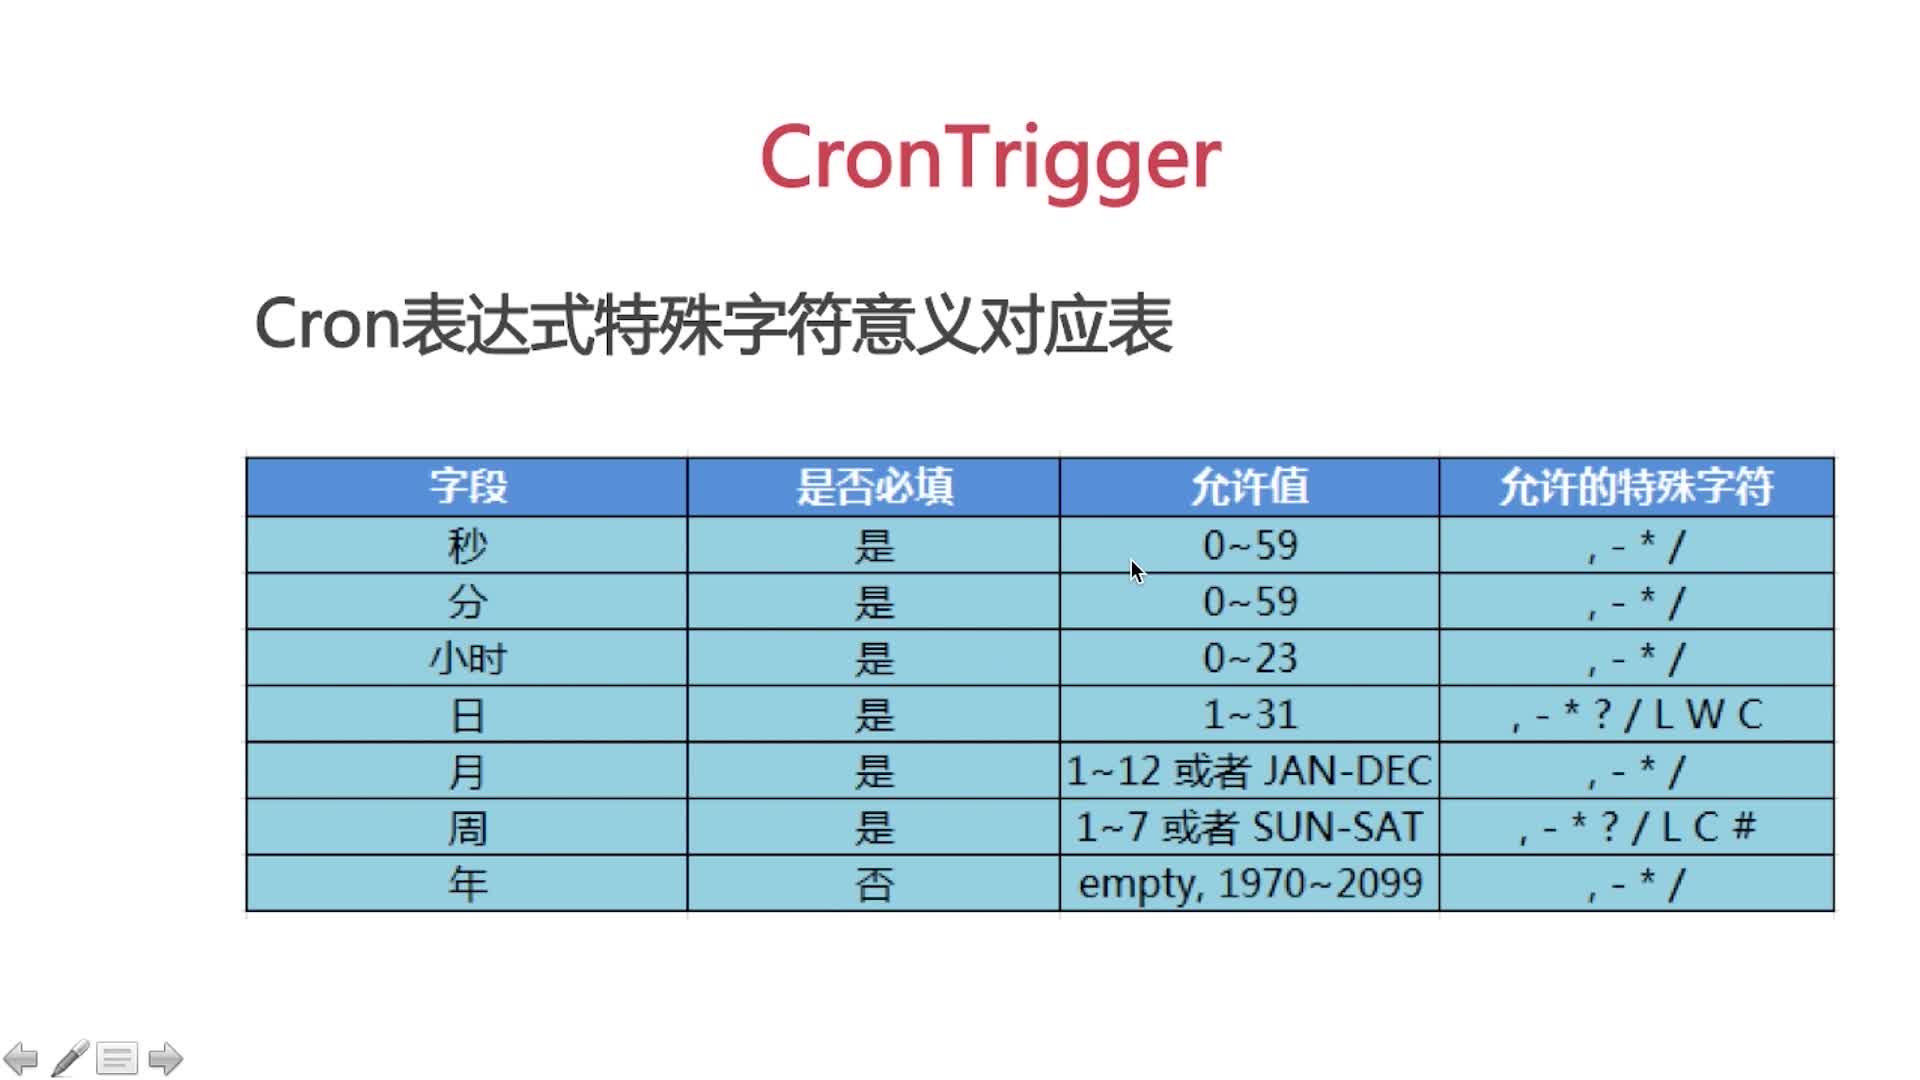 CronTrigger
Cron表达式特殊字符意义对应表
字段 是否必填 允许值 允许的特殊字符
秒 是 0~59 , - * /
分 是 0~59 , - * /
小时 是 0~23 , - * /
日 是 1~31 , - * ? / L W C
月 是 1~12 或者 JAN-DEC , - * /
周 是 1~7 或者 SUN-SAT , - * ? / L C #
年 否 empty, 1970~2099 , - * /